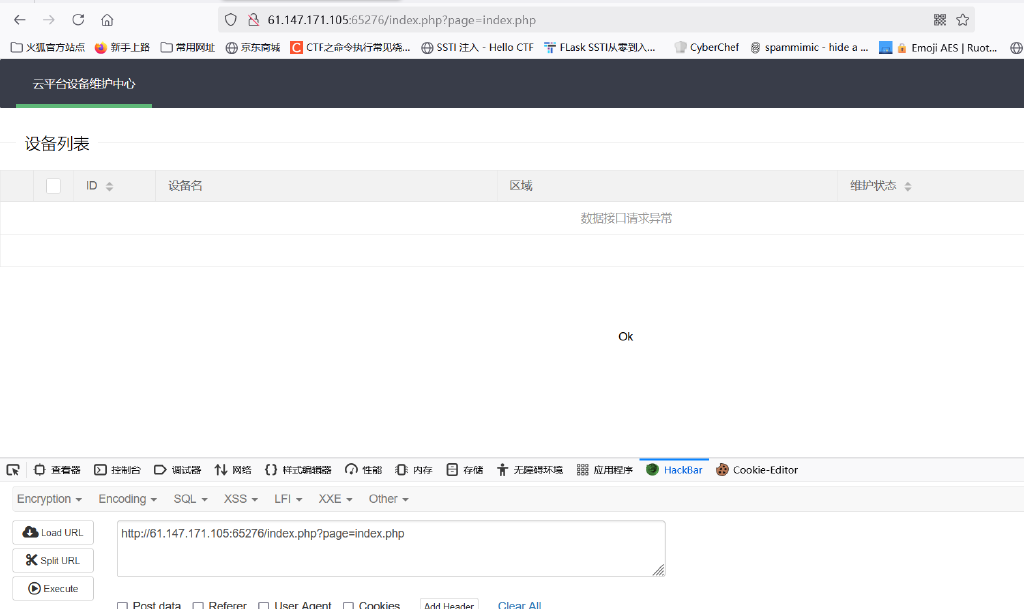 61.147.171.105:65276/index.php?page=index.php
火狐官方站点 新手上路 常用网址 京东商城 CTF之命令执行常见绕... SSTI 注入 - Hello CTF FLask SSTI从零到入... CyberChef spammimic - hide a ... Emoji AES | Ruot...
云平台设备维护中心
设备列表
ID 设备名 区域 维护状态
数据接口请求异常
Ok
查看器 控制台 调试器 网络 样式编辑器 性能 内存 存储 无障碍环境 应用程序 HackBar Cookie-Editor
Encryption Encoding SQL XSS LFI XXE Other
Load URL http://61.147.171.105:65276/index.php?page=index.php
Split URL
Execute
Post data Referer User Agent Cookies Add Header Clear All